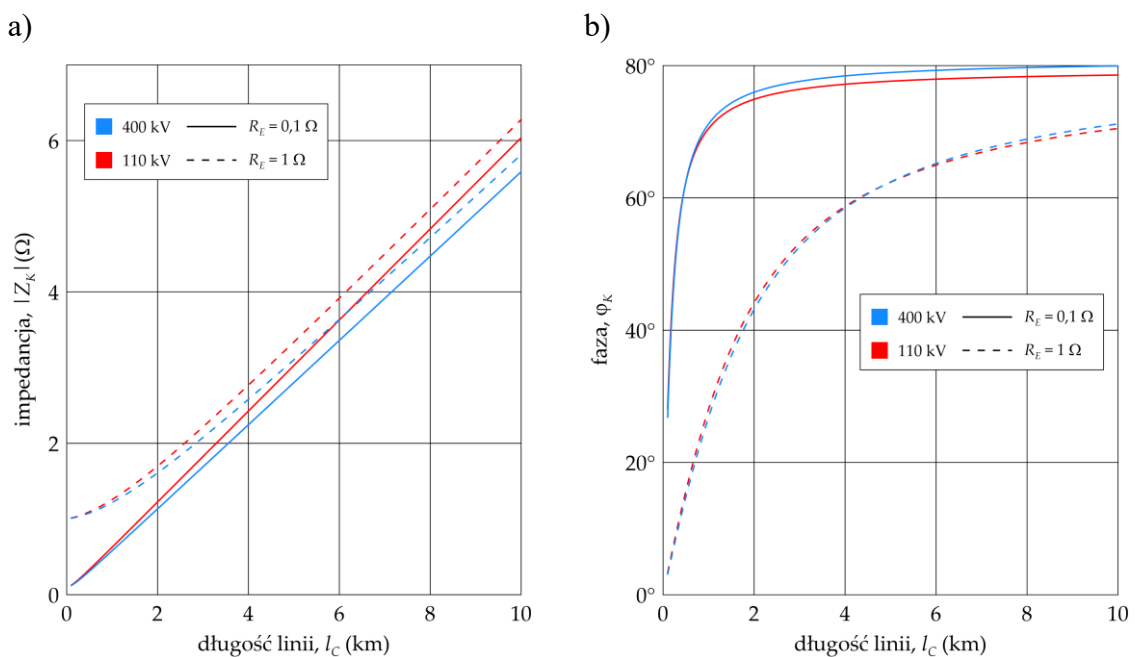 a)
impedancja, |Z_K| (Ω)
6
4
2
0
400 kV R_E = 0,1 Ω
110 kV R_E = 1 Ω
0 2 4 6 8 10
długość linii, l_C (km)
b)
faza, φ_K
80°
60°
40°
20°
0°
400 kV R_E = 0,1 Ω
110 kV R_E = 1 Ω
0 2 4 6 8 10
długość linii, l_C (km)